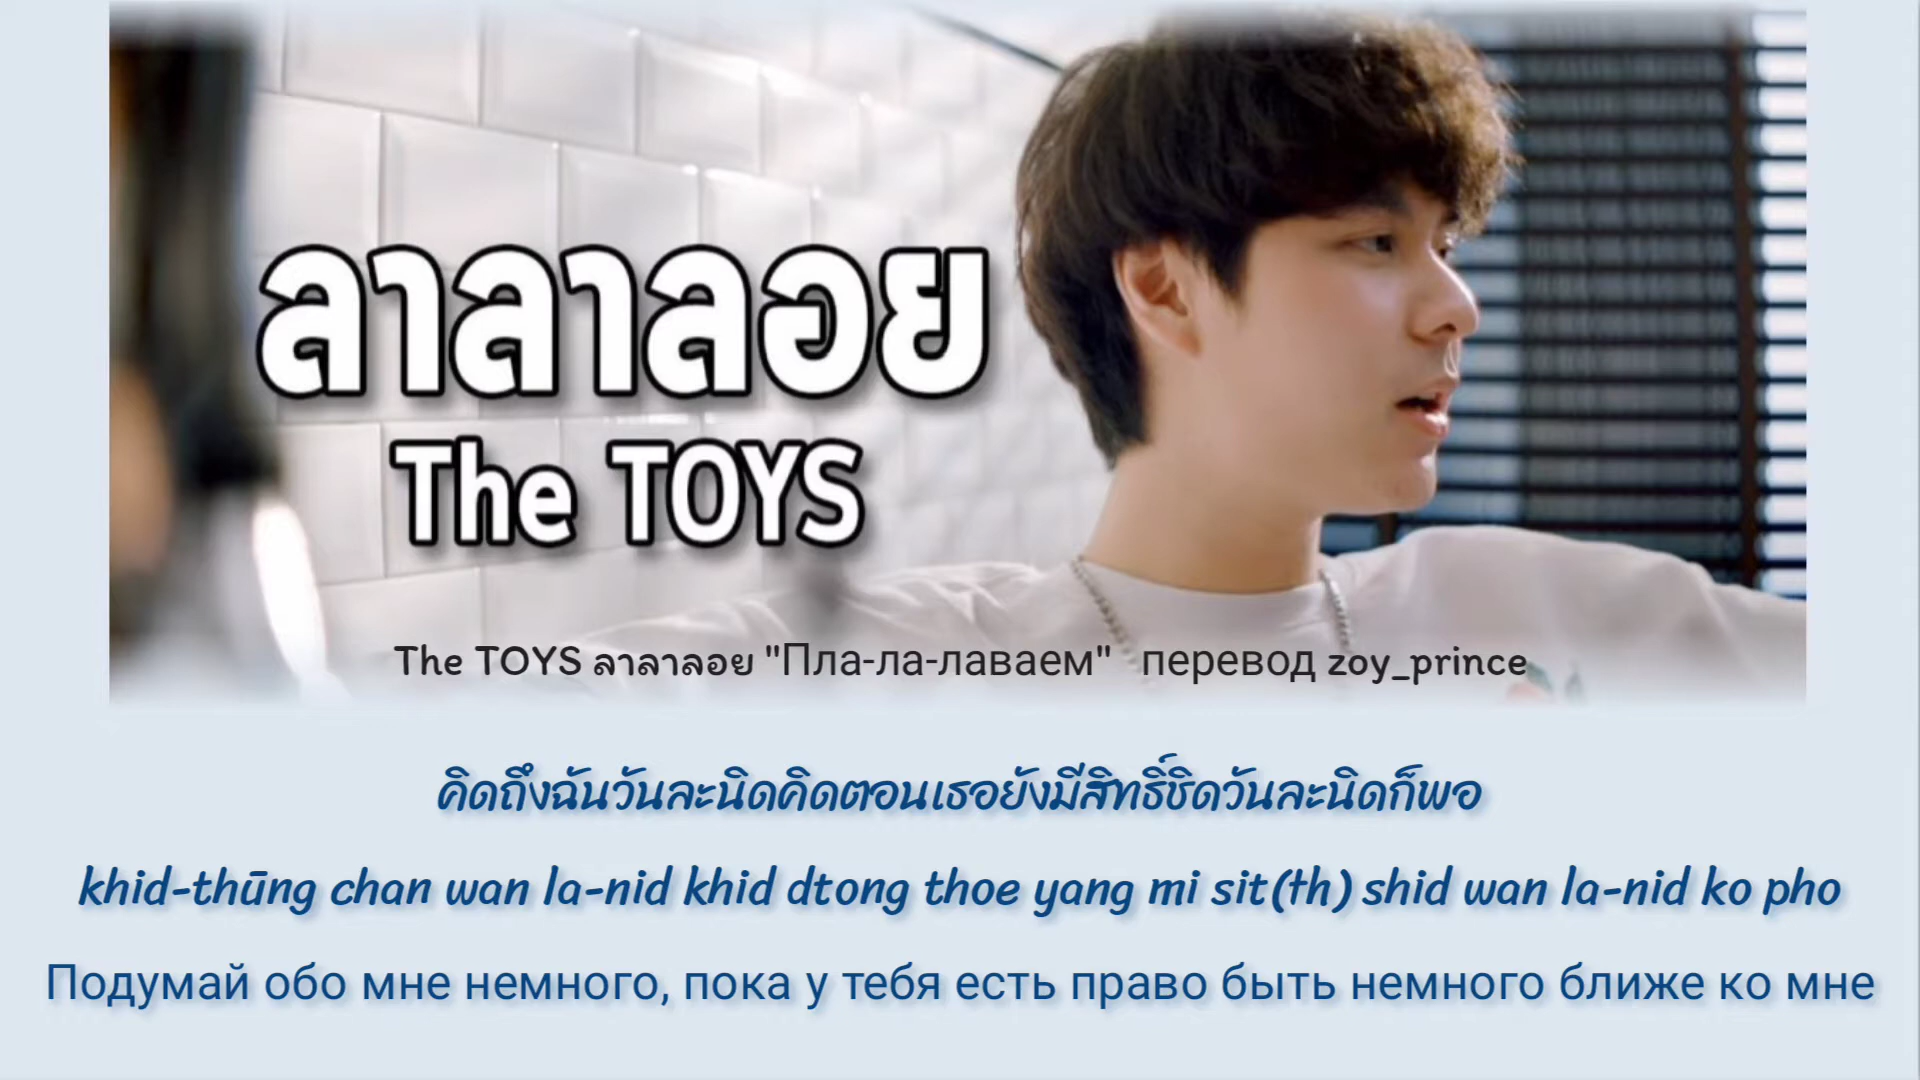 ลาลาลอย
The TOYS
The TOYS ลาลาลอย "Пла-ла-лаваем" перевод zoy_prince
คิดถึงฉันวันละนิดคิดตอนเธอยังมีสิทธิ์ชิดวันละนิดก็พอ
khid-thūng chan wan la-nid khid dtong thoe yang mi sit(th) shid wan la-nid ko pho
Подумай обо мне немного, пока у тебя есть право быть немного ближе ко мне